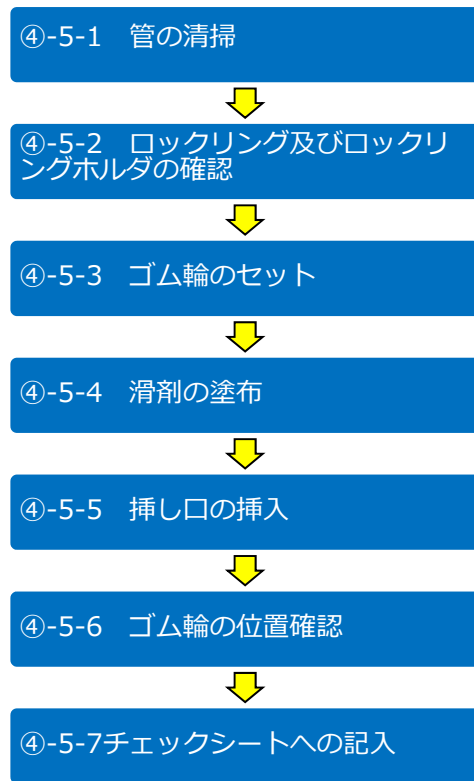 ④-5-1　管の清掃
④-5-2　ロックリング及びロックリ
ングホルダの確認
④-5-3　ゴム輪のセット
④-5-4　滑剤の塗布
④-5-5　挿し口の挿入
④-5-6　ゴム輪の位置確認
④-5-7チェックシートへの記入